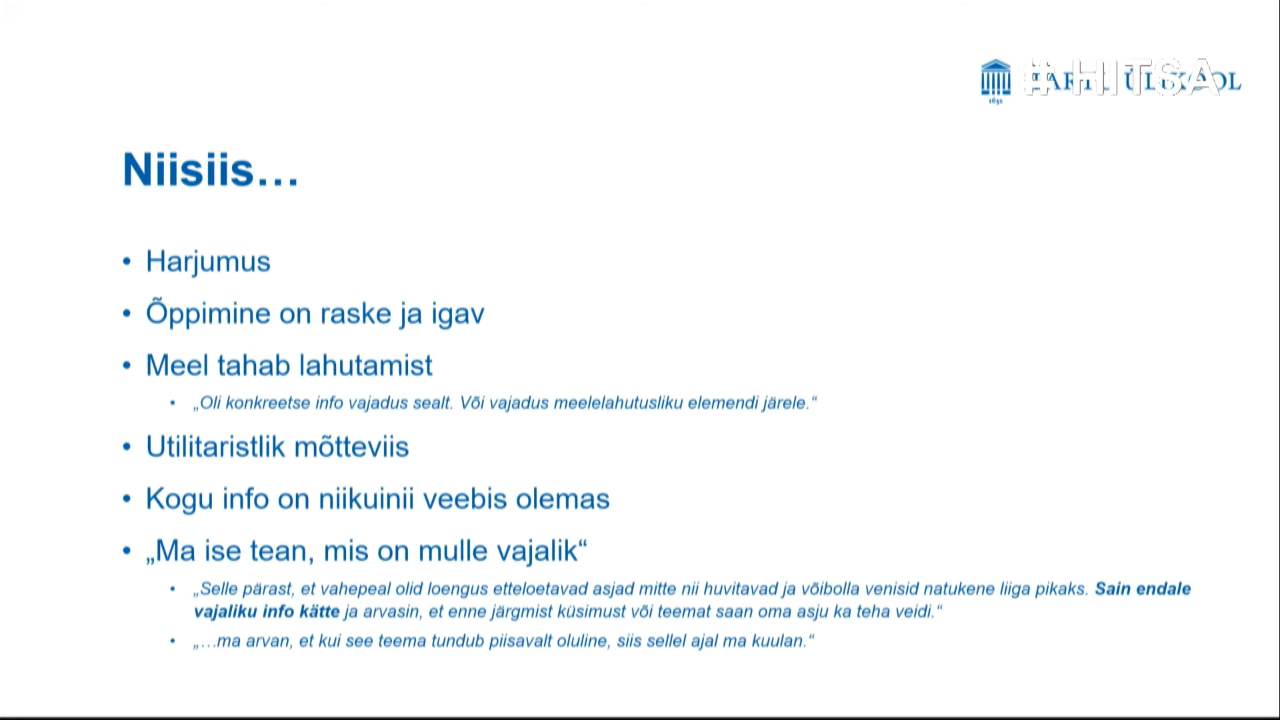 #HITSA
1632
Niisiis...
• Harjumus
• Õppimine on raske ja igav
• Meel tahab lahutamist
• „Oli konkreetse info vajadus sealt. Või vajadus meelelahutusliku elemendi järele.“
• Utilitaristlik mõtteviis
• Kogu info on niikuinii veebis olemas
• „Ma ise tean, mis on mulle vajalik“
• „Selle pärast, et vahepeal olid loengus etteloetavad asjad mitte nii huvitavad ja võibolla venisid natukene liiga pikaks. Sain endale
vajaliku info kätte ja arvasin, et enne järgmist küsimust või teemat saan oma asju ka teha veidi.“
• „...ma arvan, et kui see teema tundub piisavalt oluline, siis sellel ajal ma kuulan.“